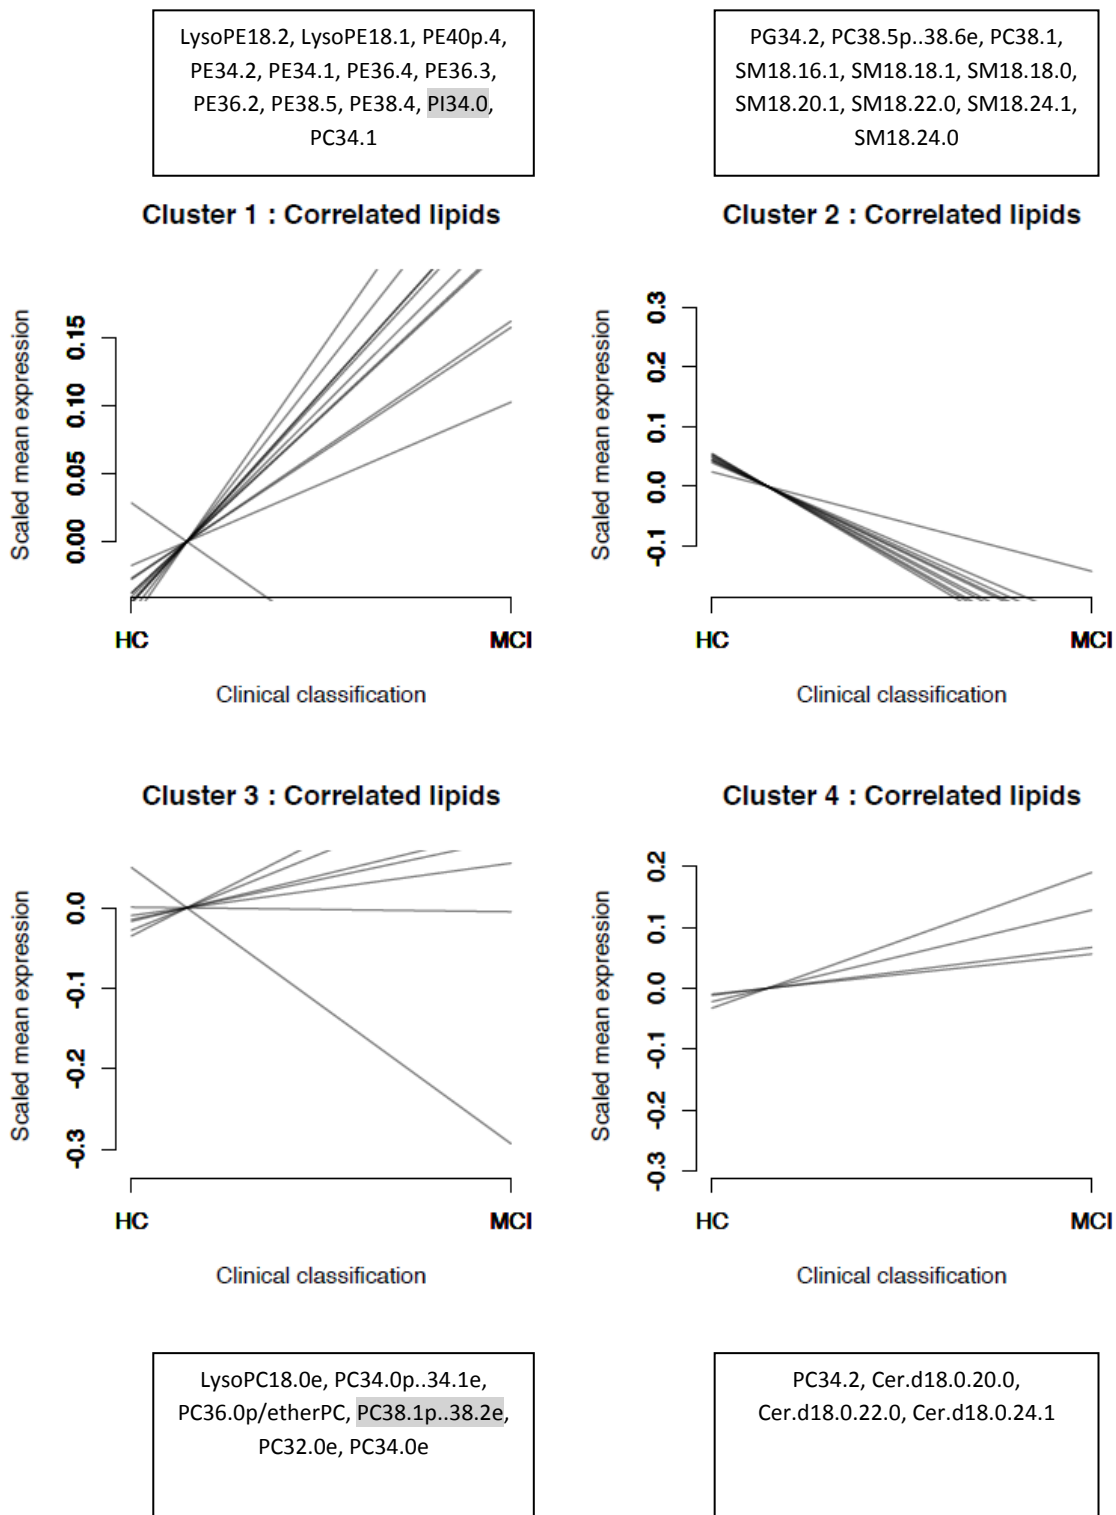 LysoPE18.2, LysoPE18.1, PE40p.4,
PE34.2, PE34.1, PE36.4, PE36.3,
PE36.2, PE38.5, PE38.4, PI34.0,
PC34.1
PG34.2, PC38.5p..38.6e, PC38.1,
SM18.16.1, SM18.18.1, SM18.18.0,
SM18.20.1, SM18.22.0, SM18.24.1,
SM18.24.0
Cluster 1 : Correlated lipids
Scaled mean expression
0.15
0.10
0.05
0.00
HC
MCI
Clinical classification
Cluster 2 : Correlated lipids
Scaled mean expression
0.3
0.2
0.1
0.0
-0.1
HC
MCI
Clinical classification
Cluster 3 : Correlated lipids
Scaled mean expression
0.0
-0.1
-0.2
-0.3
HC
MCI
Clinical classification
Cluster 4 : Correlated lipids
Scaled mean expression
0.2
0.1
0.0
-0.1
-0.2
-0.3
HC
MCI
Clinical classification
LysoPC18.0e, PC34.0p..34.1e,
PC36.0p/etherPC, PC38.1p..38.2e,
PC32.0e, PC34.0e
PC34.2, Cer.d18.0.20.0,
Cer.d18.0.22.0, Cer.d18.0.24.1